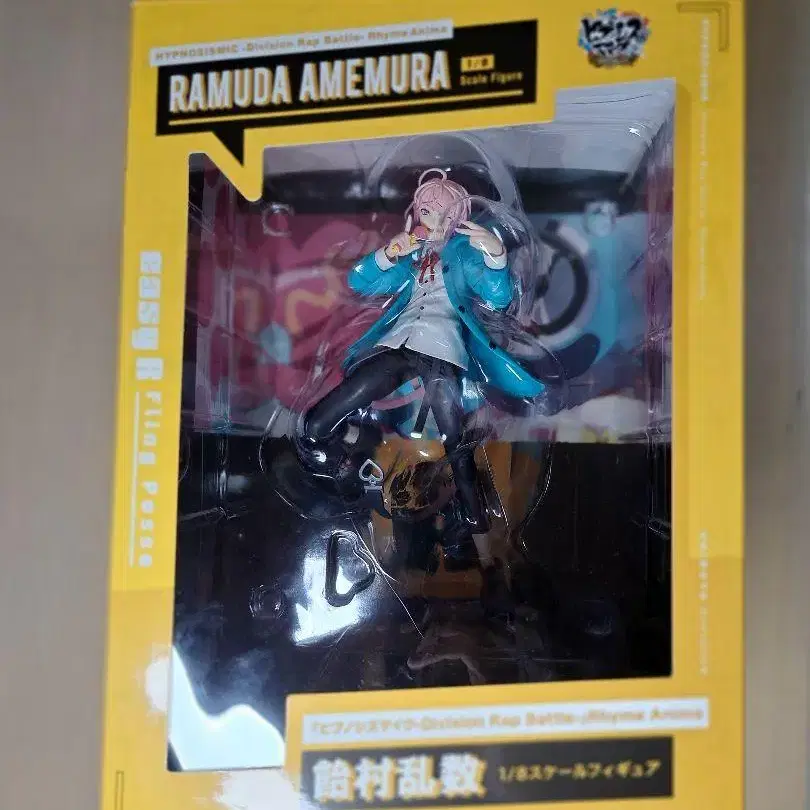 HYPNOSISMIC -Division Rap Battle- Rhyme Anima
RAMUDA AMEMURA
1/8
Scale Figure
easy R
Fling Posse
『ヒプノシスマイク-Division Rap Battle-』Rhyme Anima
飴村乱数
1/8スケールフィギュア